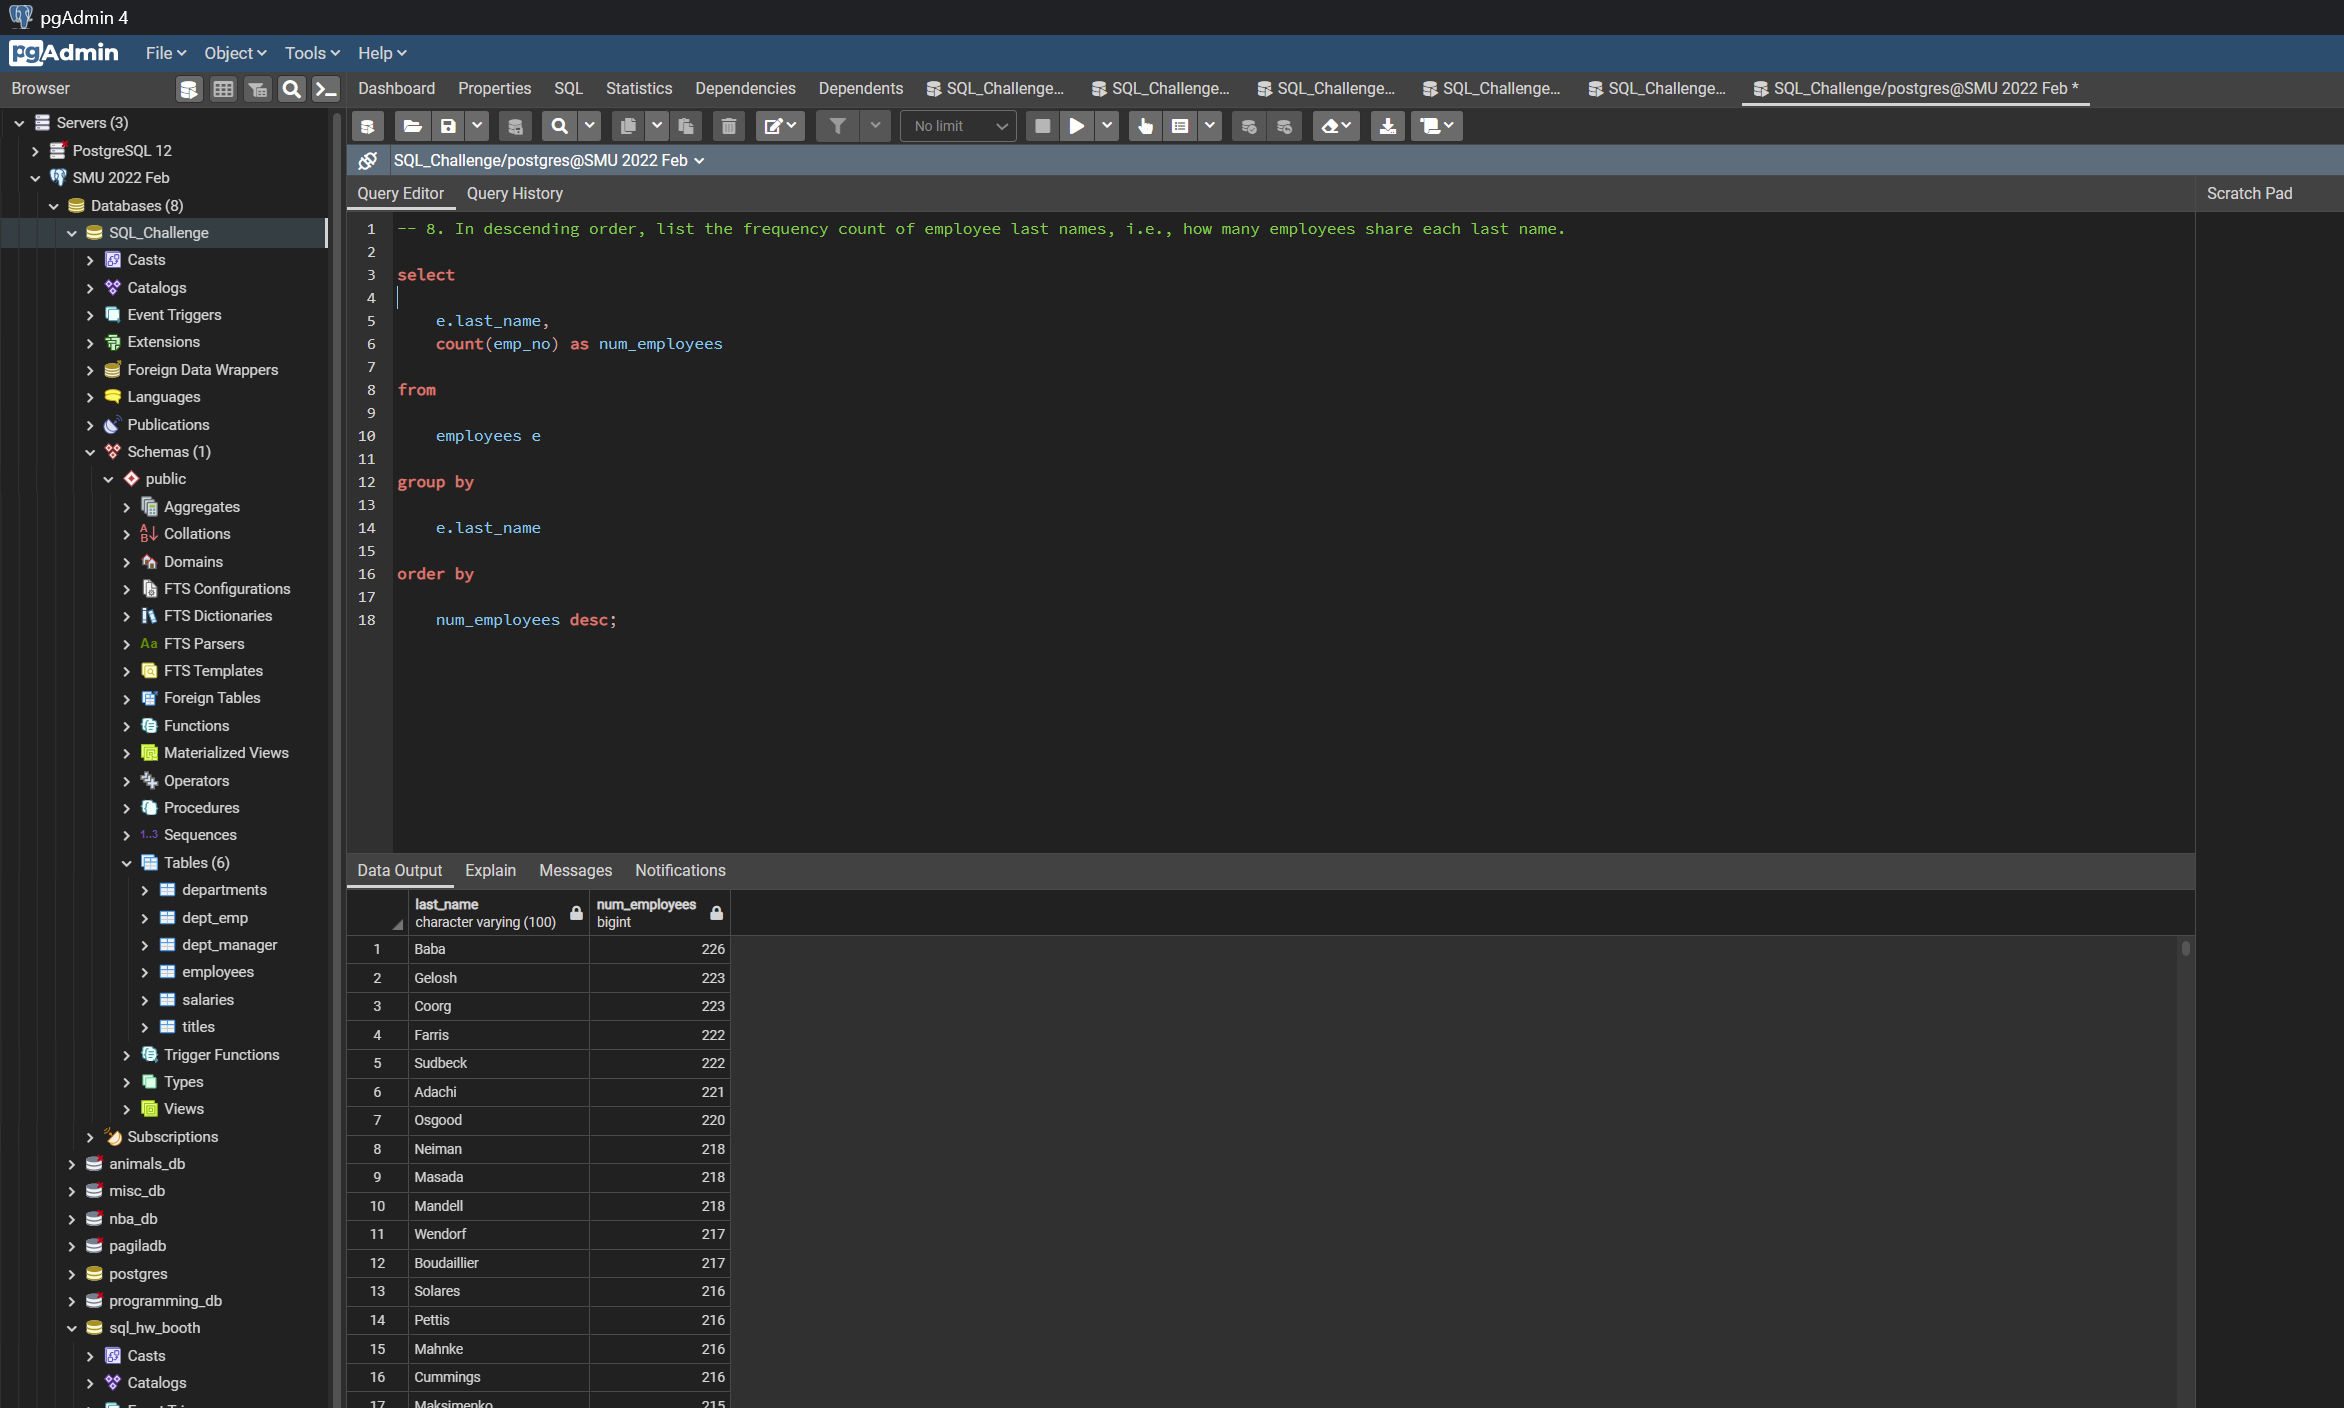 pgAdmin 4
pgAdmin File Object Tools Help
Browser
Dashboard Properties SQL Statistics Dependencies Dependents SQL_Challenge... SQL_Challenge... SQL_Challenge... SQL_Challenge... SQL_Challenge... SQL_Challenge/postgres@SMU 2022 Feb *
No limit
SQL_Challenge/postgres@SMU 2022 Feb
Query Editor Query History
Scratch Pad
Servers (3)
PostgreSQL 12
SMU 2022 Feb
Databases (8)
SQL_Challenge
Casts
Catalogs
Event Triggers
Extensions
Foreign Data Wrappers
Languages
Publications
Schemas (1)
public
Aggregates
Collations
Domains
FTS Configurations
FTS Dictionaries
Aa FTS Parsers
FTS Templates
Foreign Tables
Functions
Materialized Views
Operators
Procedures
1..3 Sequences
Tables (6)
departments
dept_emp
dept_manager
employees
salaries
titles
Trigger Functions
Types
Views
Subscriptions
animals_db
misc_db
nba_db
pagiladb
postgres
programming_db
sql_hw_booth
Casts
Catalogs
1 -- 8. In descending order, list the frequency count of employee last names, i.e., how many employees share each last name.
2
3 select
4
5 e.last_name,
6 count(emp_no) as num_employees
7
8 from
9
10 employees e
11
12 group by
13
14 e.last_name
15
16 order by
17
18 num_employees desc;
Data Output Explain Messages Notifications
last_name num_employees
character varying (100) bigint
1 Baba 226
2 Gelosh 223
3 Coorg 223
4 Farris 222
5 Sudbeck 222
6 Adachi 221
7 Osgood 220
8 Neiman 218
9 Masada 218
10 Mandell 218
11 Wendorf 217
12 Boudaillier 217
13 Solares 216
14 Pettis 216
15 Mahnke 216
16 Cummings 216
17 Maksimenko 215